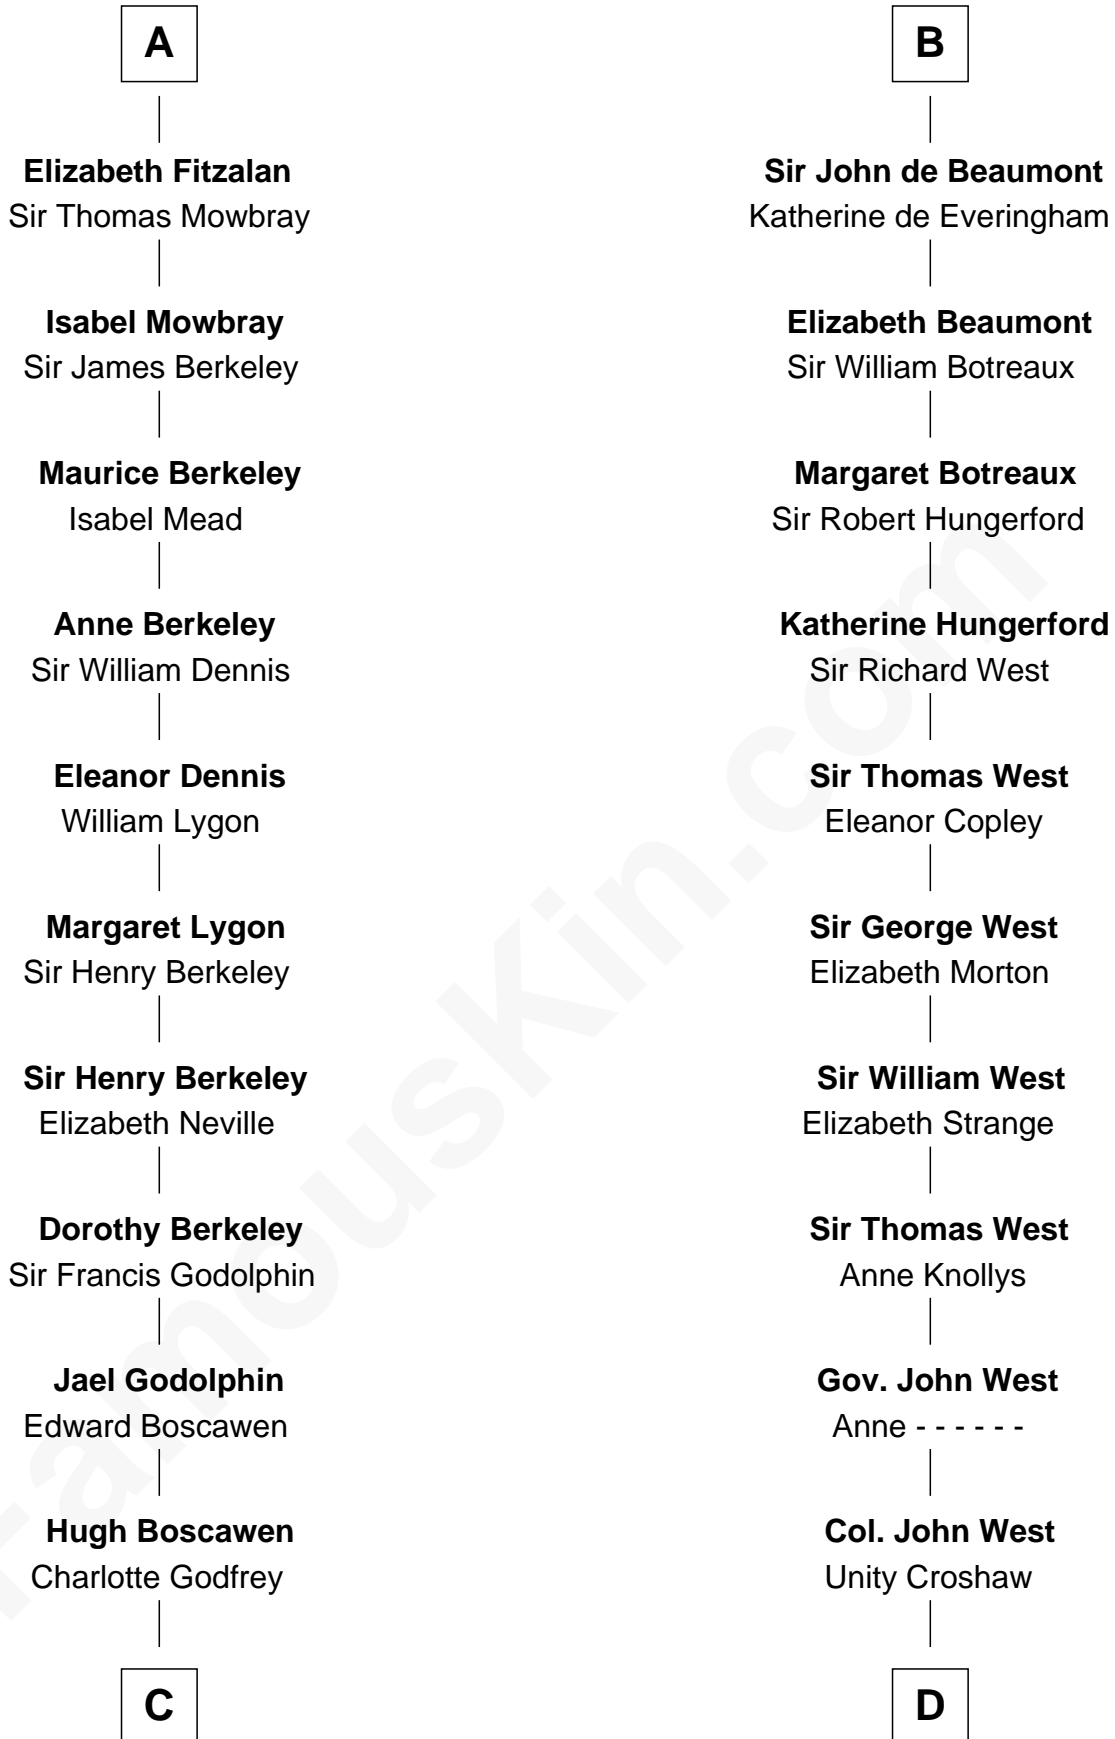 A
Elizabeth Fitzalan
Sir Thomas Mowbray
Isabel Mowbray
Sir James Berkeley
Maurice Berkeley
Isabel Mead
Anne Berkeley
Sir William Dennis
Eleanor Dennis
William Lygon
Margaret Lygon
Sir Henry Berkeley
Sir Henry Berkeley
Elizabeth Neville
Dorothy Berkeley
Sir Francis Godolphin
Jael Godolphin
Edward Boscawen
Hugh Boscawen
Charlotte Godfrey
C
B
Sir John de Beaumont
Katherine de Everingham
Elizabeth Beaumont
Sir William Botreaux
Margaret Botreaux
Sir Robert Hungerford
Katherine Hungerford
Sir Richard West
Sir Thomas West
Eleanor Copley
Sir George West
Elizabeth Morton
Sir William West
Elizabeth Strange
Sir Thomas West
Anne Knollys
Gov. John West
Anne - - - - - -
Col. John West
Unity Croshaw
D
FamousKin.com